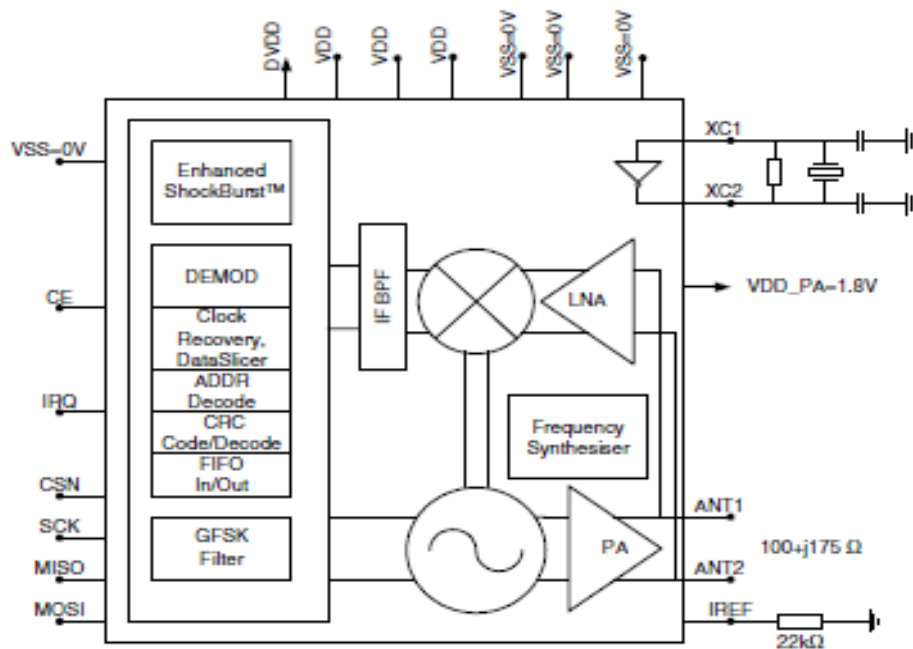 DVDD
VDD
VDD
VDD
VSS=0V
VSS=0V
VSS=0V
VSS=0V
CE
IRQ
CSN
SCK
MISO
MOSI
Enhanced
ShockBurst™
DEMOD
Clock
Recovery,
DataSlicer
ADDR
Decode
CRC
Code/Decode
FIFO
In/Out
GFSK
Filter
IF BPF
LNA
Frequency
Synthesiser
PA
XC1
XC2
VDD_PA=1.8V
ANT1
ANT2
100+j175 Ω
IREF
22kΩ